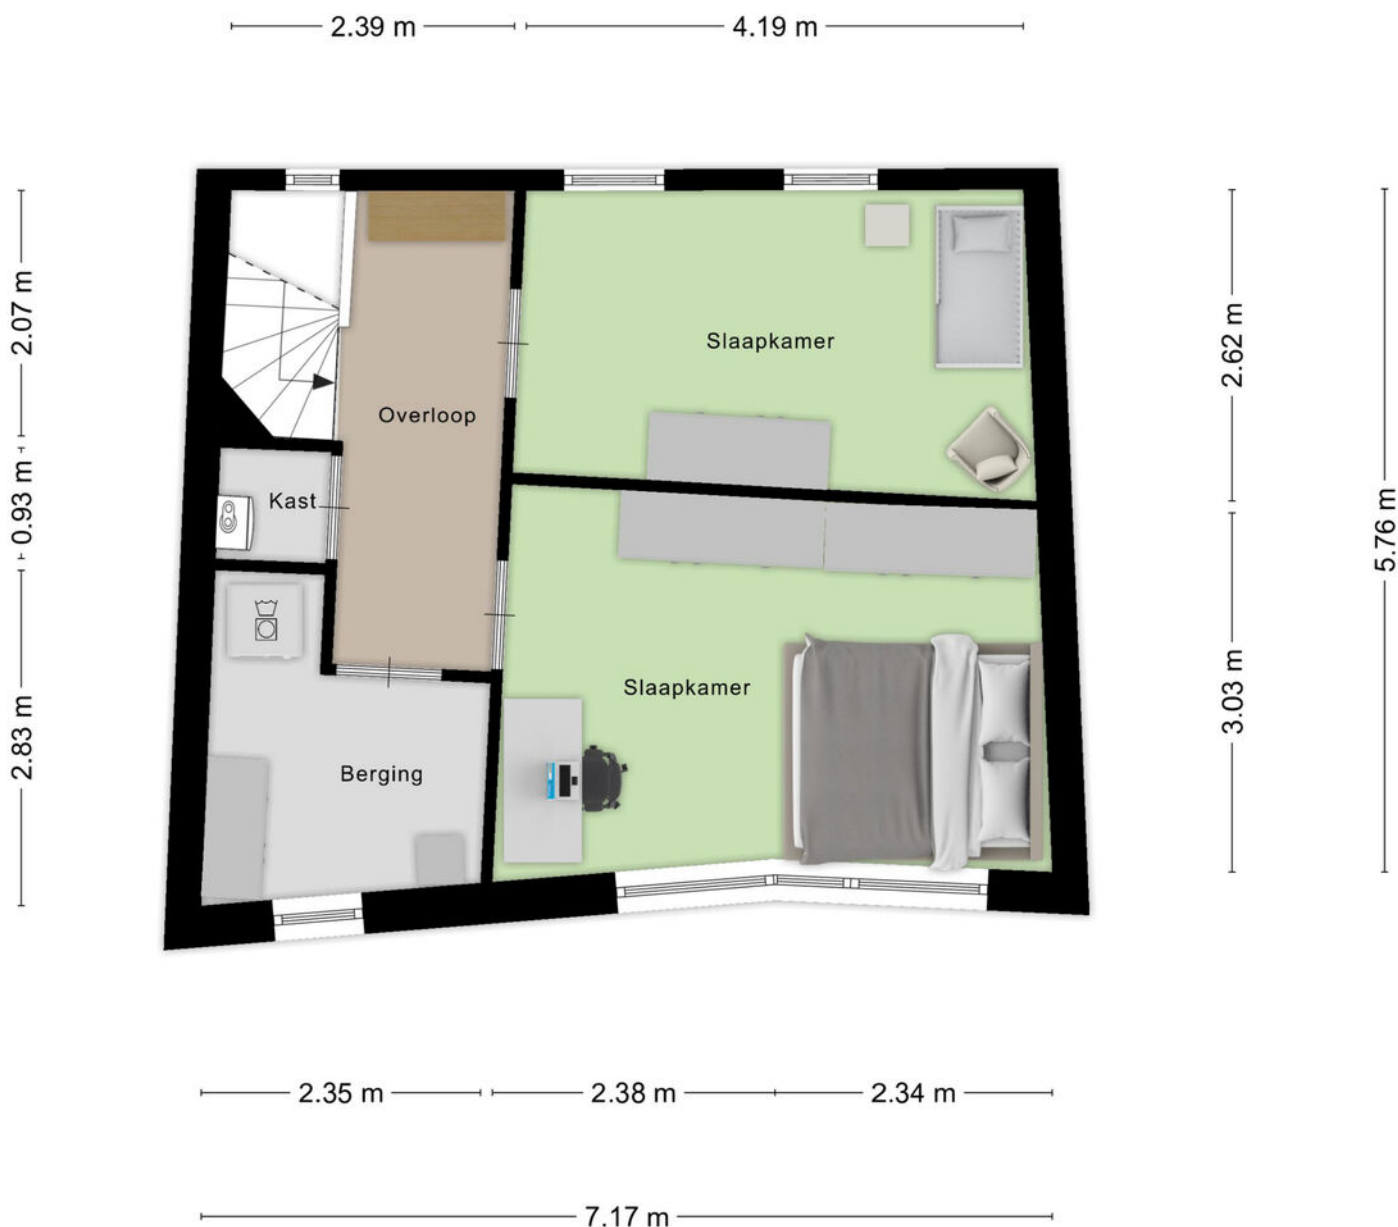 2.39 m
4.19 m
2.07 m
0.93 m
2.83 m
Slaapkamer
Overloop
Kast
Slaapkamer
Berging
2.62 m
3.03 m
5.76 m
2.35 m
2.38 m
2.34 m
7.17 m